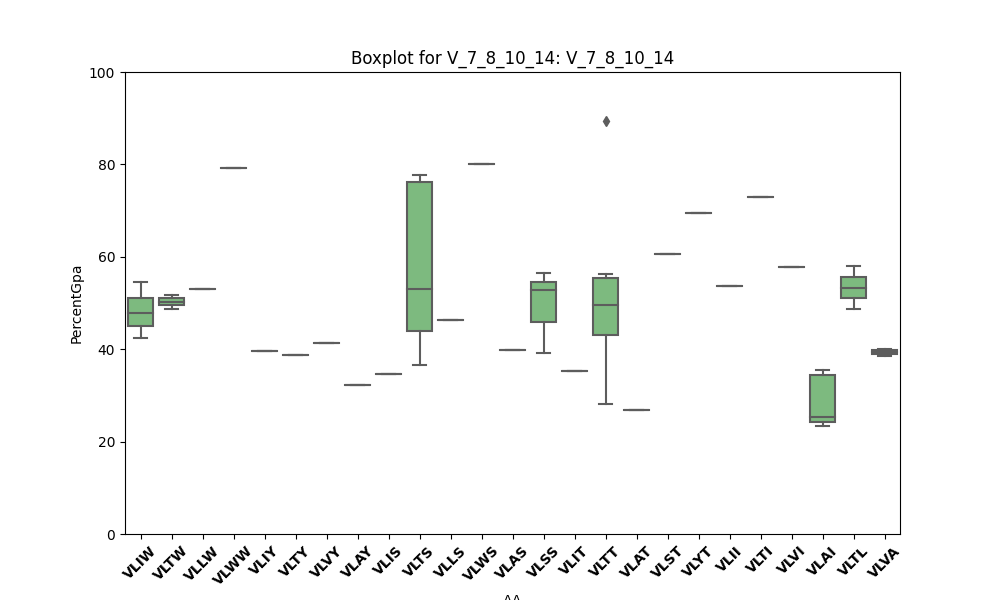 Boxplot for V_7_8_10_14: V_7_8_10_14
PercentGpa
100
80
60
40
20
0
VLIW
VLTW
VLLW
VLWW
VLIY
VLTY
VLVY
VLAY
VLIS
VLTS
VLLS
VLWS
VLAS
VLSS
VLIT
VLTT
VLAT
VLST
VLYT
VLII
VLTI
VLVI
VLAI
VLTL
VLVA
AA